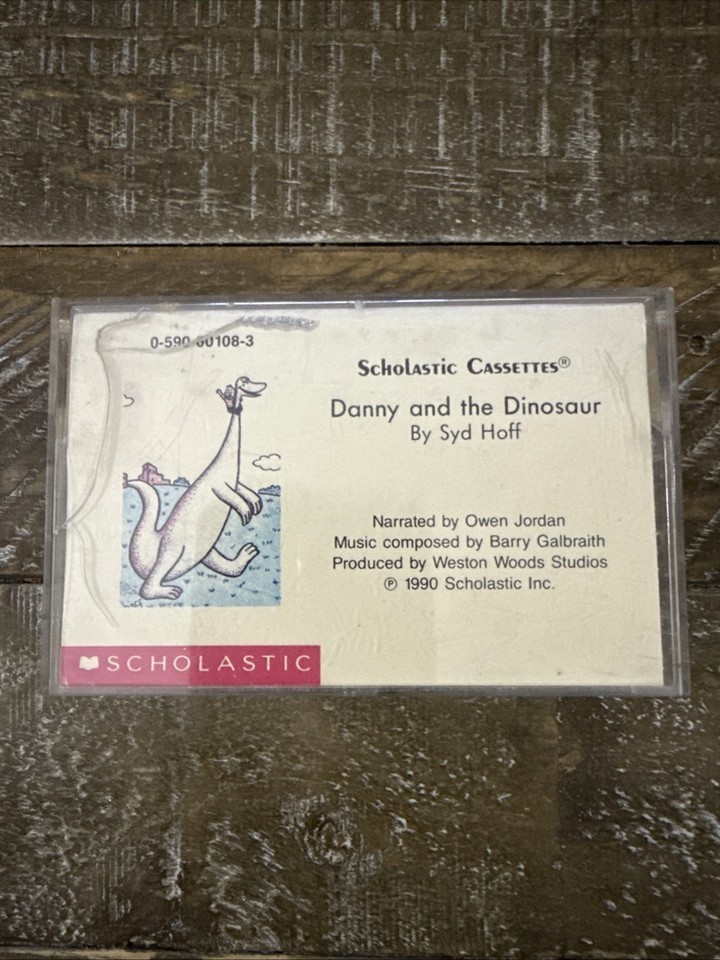 0-590-60108-3
Scholastic Cassettes®
Danny and the Dinosaur
By Syd Hoff
Narrated by Owen Jordan
Music composed by Barry Galbraith
Produced by Weston Woods Studios
℗ 1990 Scholastic Inc.
SCHOLASTIC